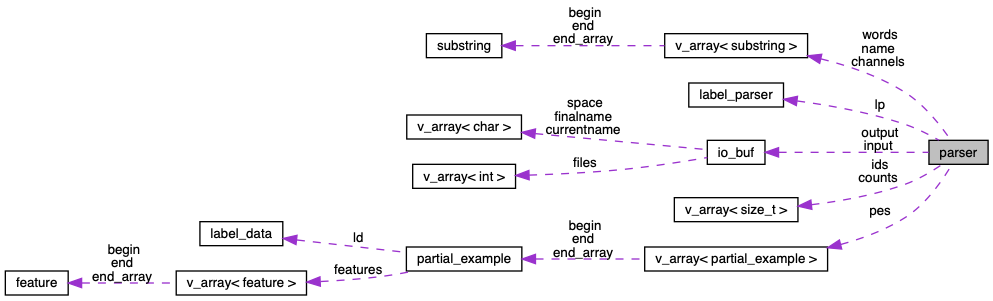 begin
end
end_array
substring
v_array< substring >
words
name
channels
label_parser
lp
space
finalname
currentname
v_array< char >
output
input
io_buf
parser
files
v_array< int >
ids
counts
v_array< size_t >
pes
label_data
ld
begin
end
end_array
partial_example
v_array< partial_example >
begin
end
end_array
features
feature
v_array< feature >